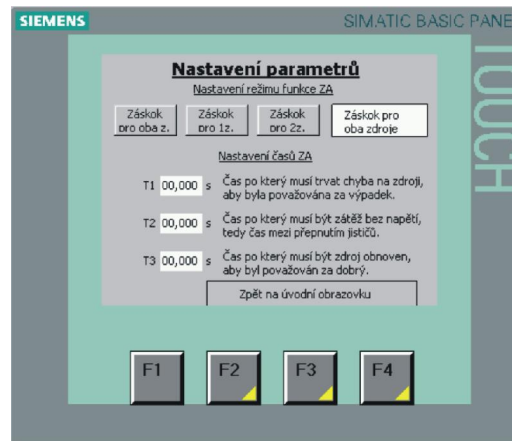 SIEMENS
SIMATIC BASIC PANE
TOUCH
Nastavení parametrů
Nastavení režimu funkce ZA
Záskok
pro oba z.
Záskok
pro 1z.
Záskok
pro 2z.
Záskok pro
oba zdroje
Nastavení časů ZA
T1 00,000 s Čas po který musí trvat chyba na zdroji,
aby byla považována za výpadek.
T2 00,000 s Čas po který musí být zátěž bez napětí,
tedy čas mezi přepnutím jističů.
T3 00,000 s Čas po který musí být zdroj obnoven,
aby byl považován za dobrý.
Zpět na úvodní obrazovku
F1
F2
F3
F4